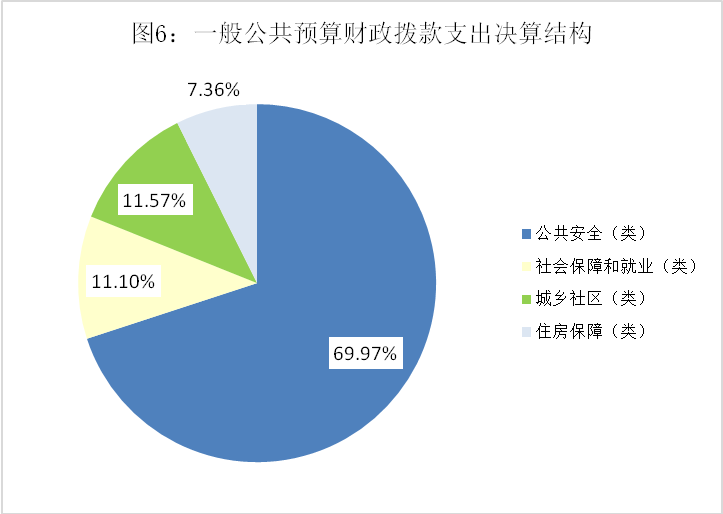 图6：一般公共预算财政拨款支出决算结构
7.36%
11.57%
11.10%
69.97%
公共安全（类）
社会保障和就业（类）
城乡社区（类）
住房保障（类）